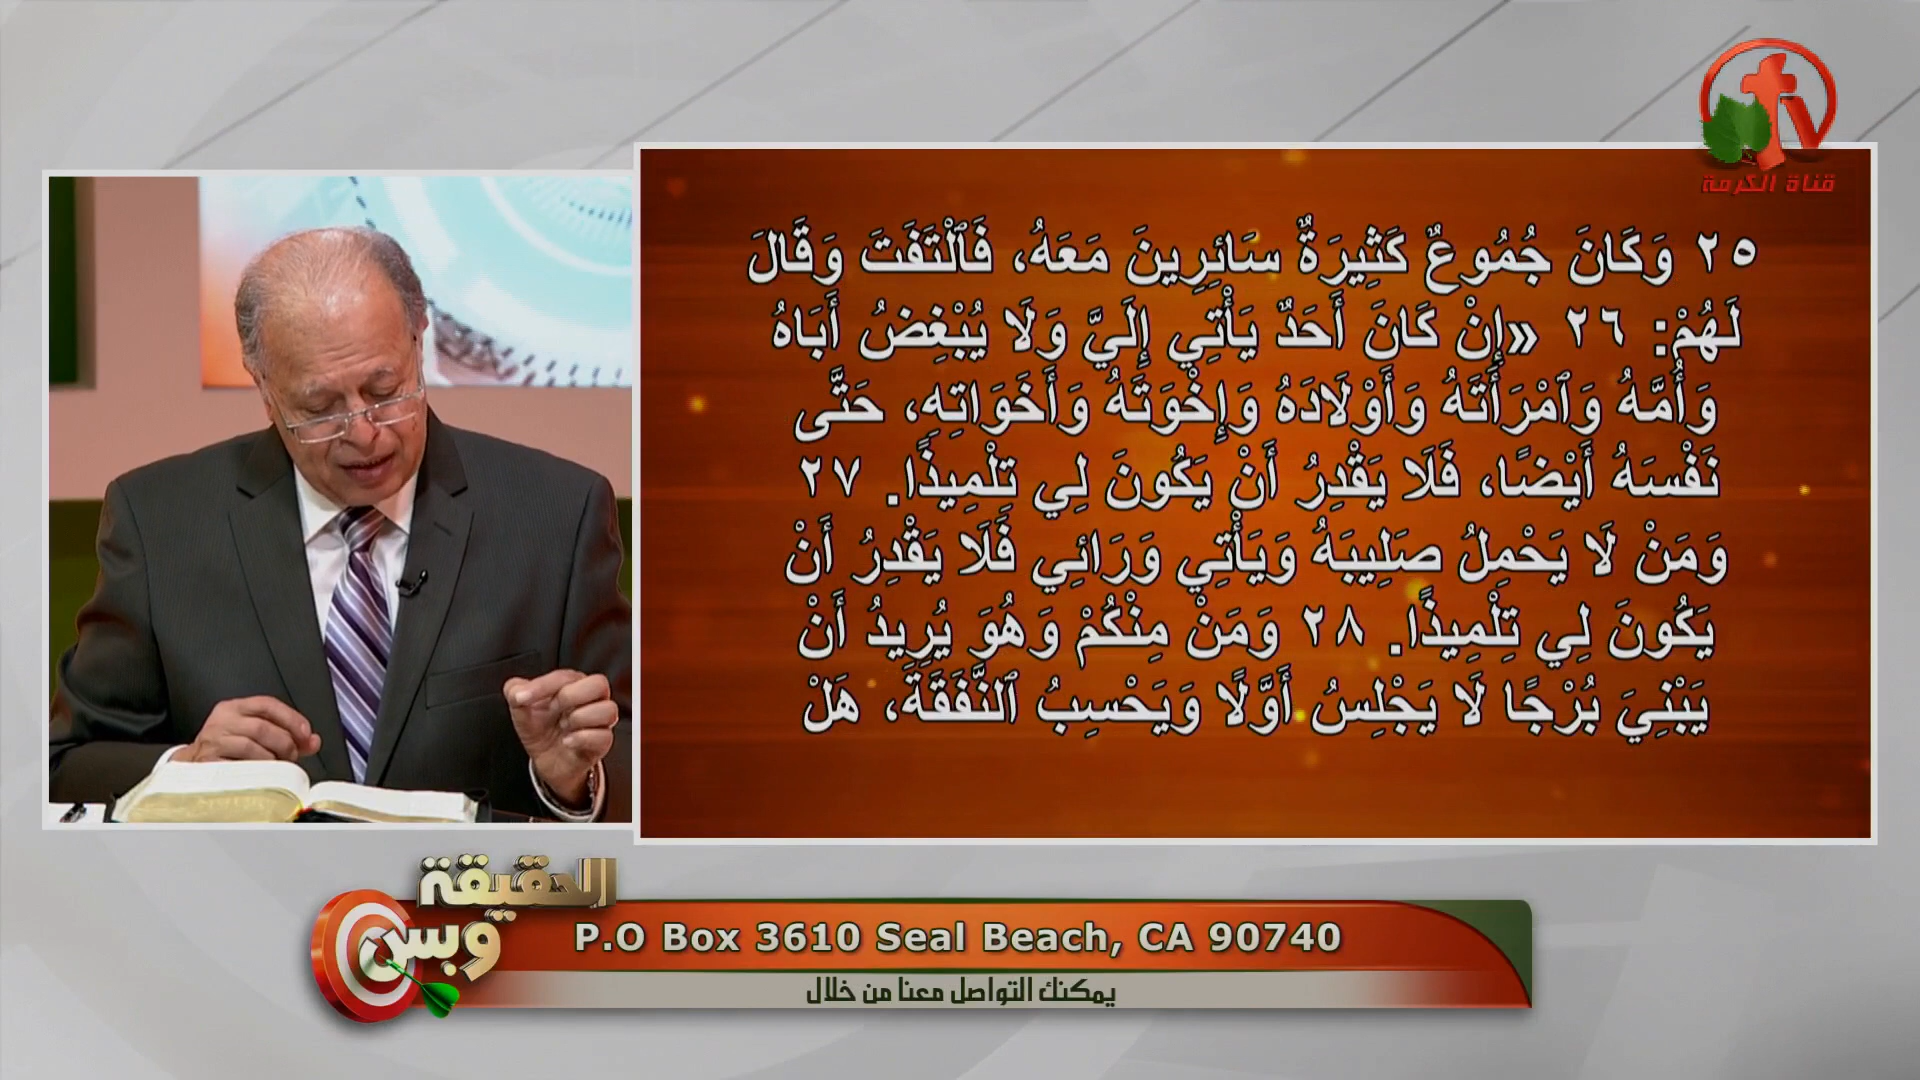 قناة الكرمة
٢٥ وَكَانَ جُمُوعٌ كَثِيرَةٌ سَائِرِينَ مَعَهُ، فَٱلْتَفَتَ وَقَالَ
لَهُمْ: ٢٦ «إِنْ كَانَ أَحَدٌ يَأْتِي إِلَيَّ وَلَا يُبْغِضُ أَبَاهُ
وَأُمَّهُ وَٱمْرَأَتَهُ وَأَوْلَادَهُ وَإِخْوَتَهُ وَأَخَوَاتِهِ، حَتَّى
نَفْسَهُ أَيْضًا، فَلَا يَقْدِرُ أَنْ يَكُونَ لِي تِلْمِيذًا. ٢٧
وَمَنْ لَا يَحْمِلُ صَلِيبَهُ وَيَأْتِي وَرَائِي فَلَا يَقْدِرُ أَنْ
يَكُونَ لِي تِلْمِيذًا. ٢٨ وَمَنْ مِنْكُمْ وَهُوَ يُرِيدُ أَنْ
يَبْنِيَ بُرْجًا لَا يَجْلِسُ أَوَّلًا وَيَحْسِبُ ٱلنَّفَقَةَ، هَلْ
الحقيقة
وبس
P.O Box 3610 Seal Beach, CA 90740
يمكنك التواصل معنا من خلال